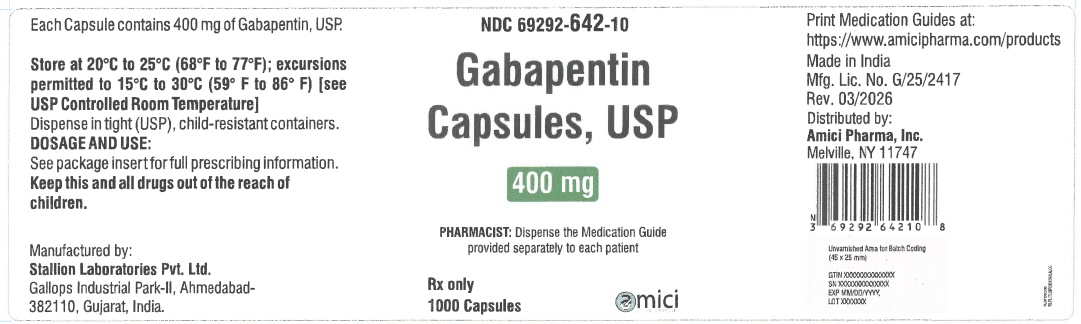 Each Capsule contains 400 mg of Gabapentin, USP.
Store at 20°C to 25°C (68°F to 77°F); excursions
permitted to 15°C to 30°C (59° F to 86° F) [see
USP Controlled Room Temperature]
Dispense in tight (USP), child-resistant containers.
DOSAGE AND USE:
See package insert for full prescribing information.
Keep this and all drugs out of the reach of
children.
Manufactured by:
Stallion Laboratories Pvt. Ltd.
Gallops Industrial Park-II, Ahmedabad-
382110, Gujarat, India.
NDC 69292-642-10
Gabapentin
Capsules, USP
400 mg
PHARMACIST: Dispense the Medication Guide
provided separately to each patient
Rx only
1000 Capsules
amici
Print Medication Guides at:
https://www.amicipharma.com/products
Made in India
Mfg. Lic. No. G/25/2417
Rev. 03/2026
Distributed by:
Amici Pharma, Inc.
Melville, NY 11747
N
3 69292 64210 8
Unvarnished Area for Batch Coding
(45 x 25 mm)
GTIN XXXXXXXXXXXXXX
SN XXXXXXXXXXXXXX
EXP MM/DD/YYYY,
LOT XXXXXXX